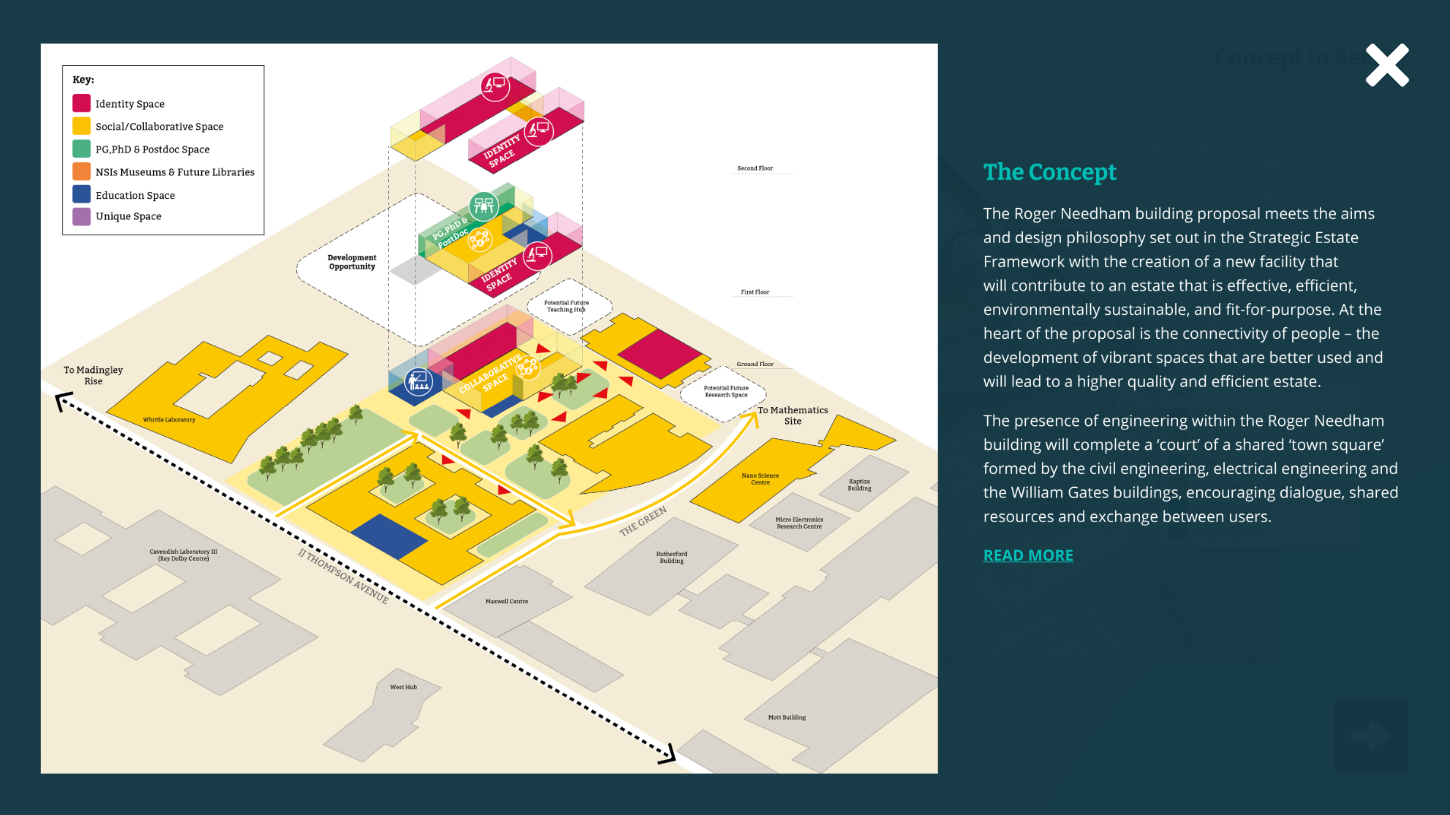 Key:
Identity Space
Social/Collaborative Space
PG,PhD & Postdoc Space
NSIs Museums & Future Libraries
Education Space
Unique Space
IDENTITY
SPACE
Second Floor
PG,PhD &
PostDoc
IDENTITY
SPACE
Development
Opportunity
First Floor
Potential Future
Teaching Hub
COLLABORATIVE
SPACE
Ground Floor
To Madingley
Rise
Potential Future
Research Space
To Mathematics
Site
Whittle Laboratory
Nano Science
Centre
Kaptiza
Building
Micro Electronics
Research Centre
THE GREEN
Cavendish Laboratory III
(Ray Dolby Centre)
JJ THOMPSON AVENUE
Rutherford
Building
Maxwell Centre
West Hub
Mott Building
The Concept
The Roger Needham building proposal meets the aims
and design philosophy set out in the Strategic Estate
Framework with the creation of a new facility that
will contribute to an estate that is effective, efficient,
environmentally sustainable, and fit-for-purpose. At the
heart of the proposal is the connectivity of people – the
development of vibrant spaces that are better used and
will lead to a higher quality and efficient estate.
The presence of engineering within the Roger Needham
building will complete a ‘court’ of a shared ‘town square’
formed by the civil engineering, electrical engineering and
the William Gates buildings, encouraging dialogue, shared
resources and exchange between users.
READ MORE
Concept to